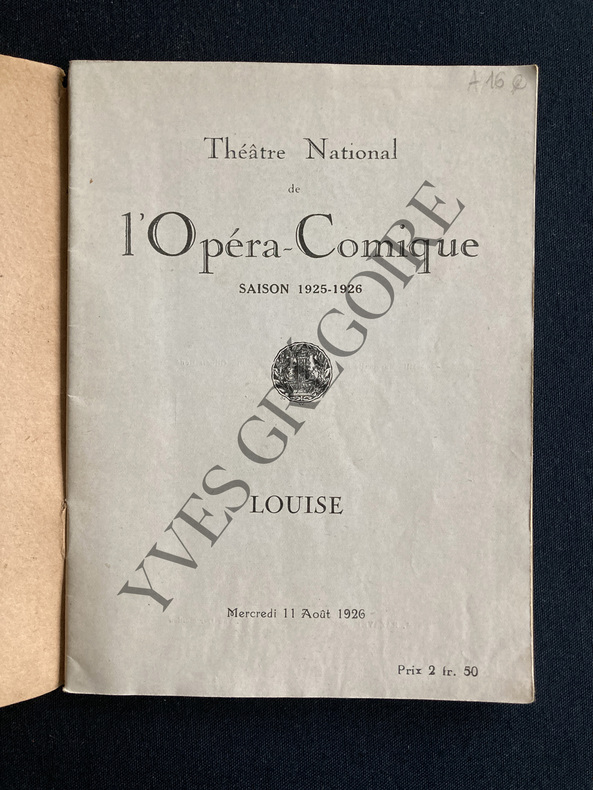 A 16 e
Théâtre National
de
l'Opéra-Comique
SAISON 1925-1926
LOUISE
Mercredi 11 Août 1926
Prix 2 fr. 50
YVES GRÉGOIRE